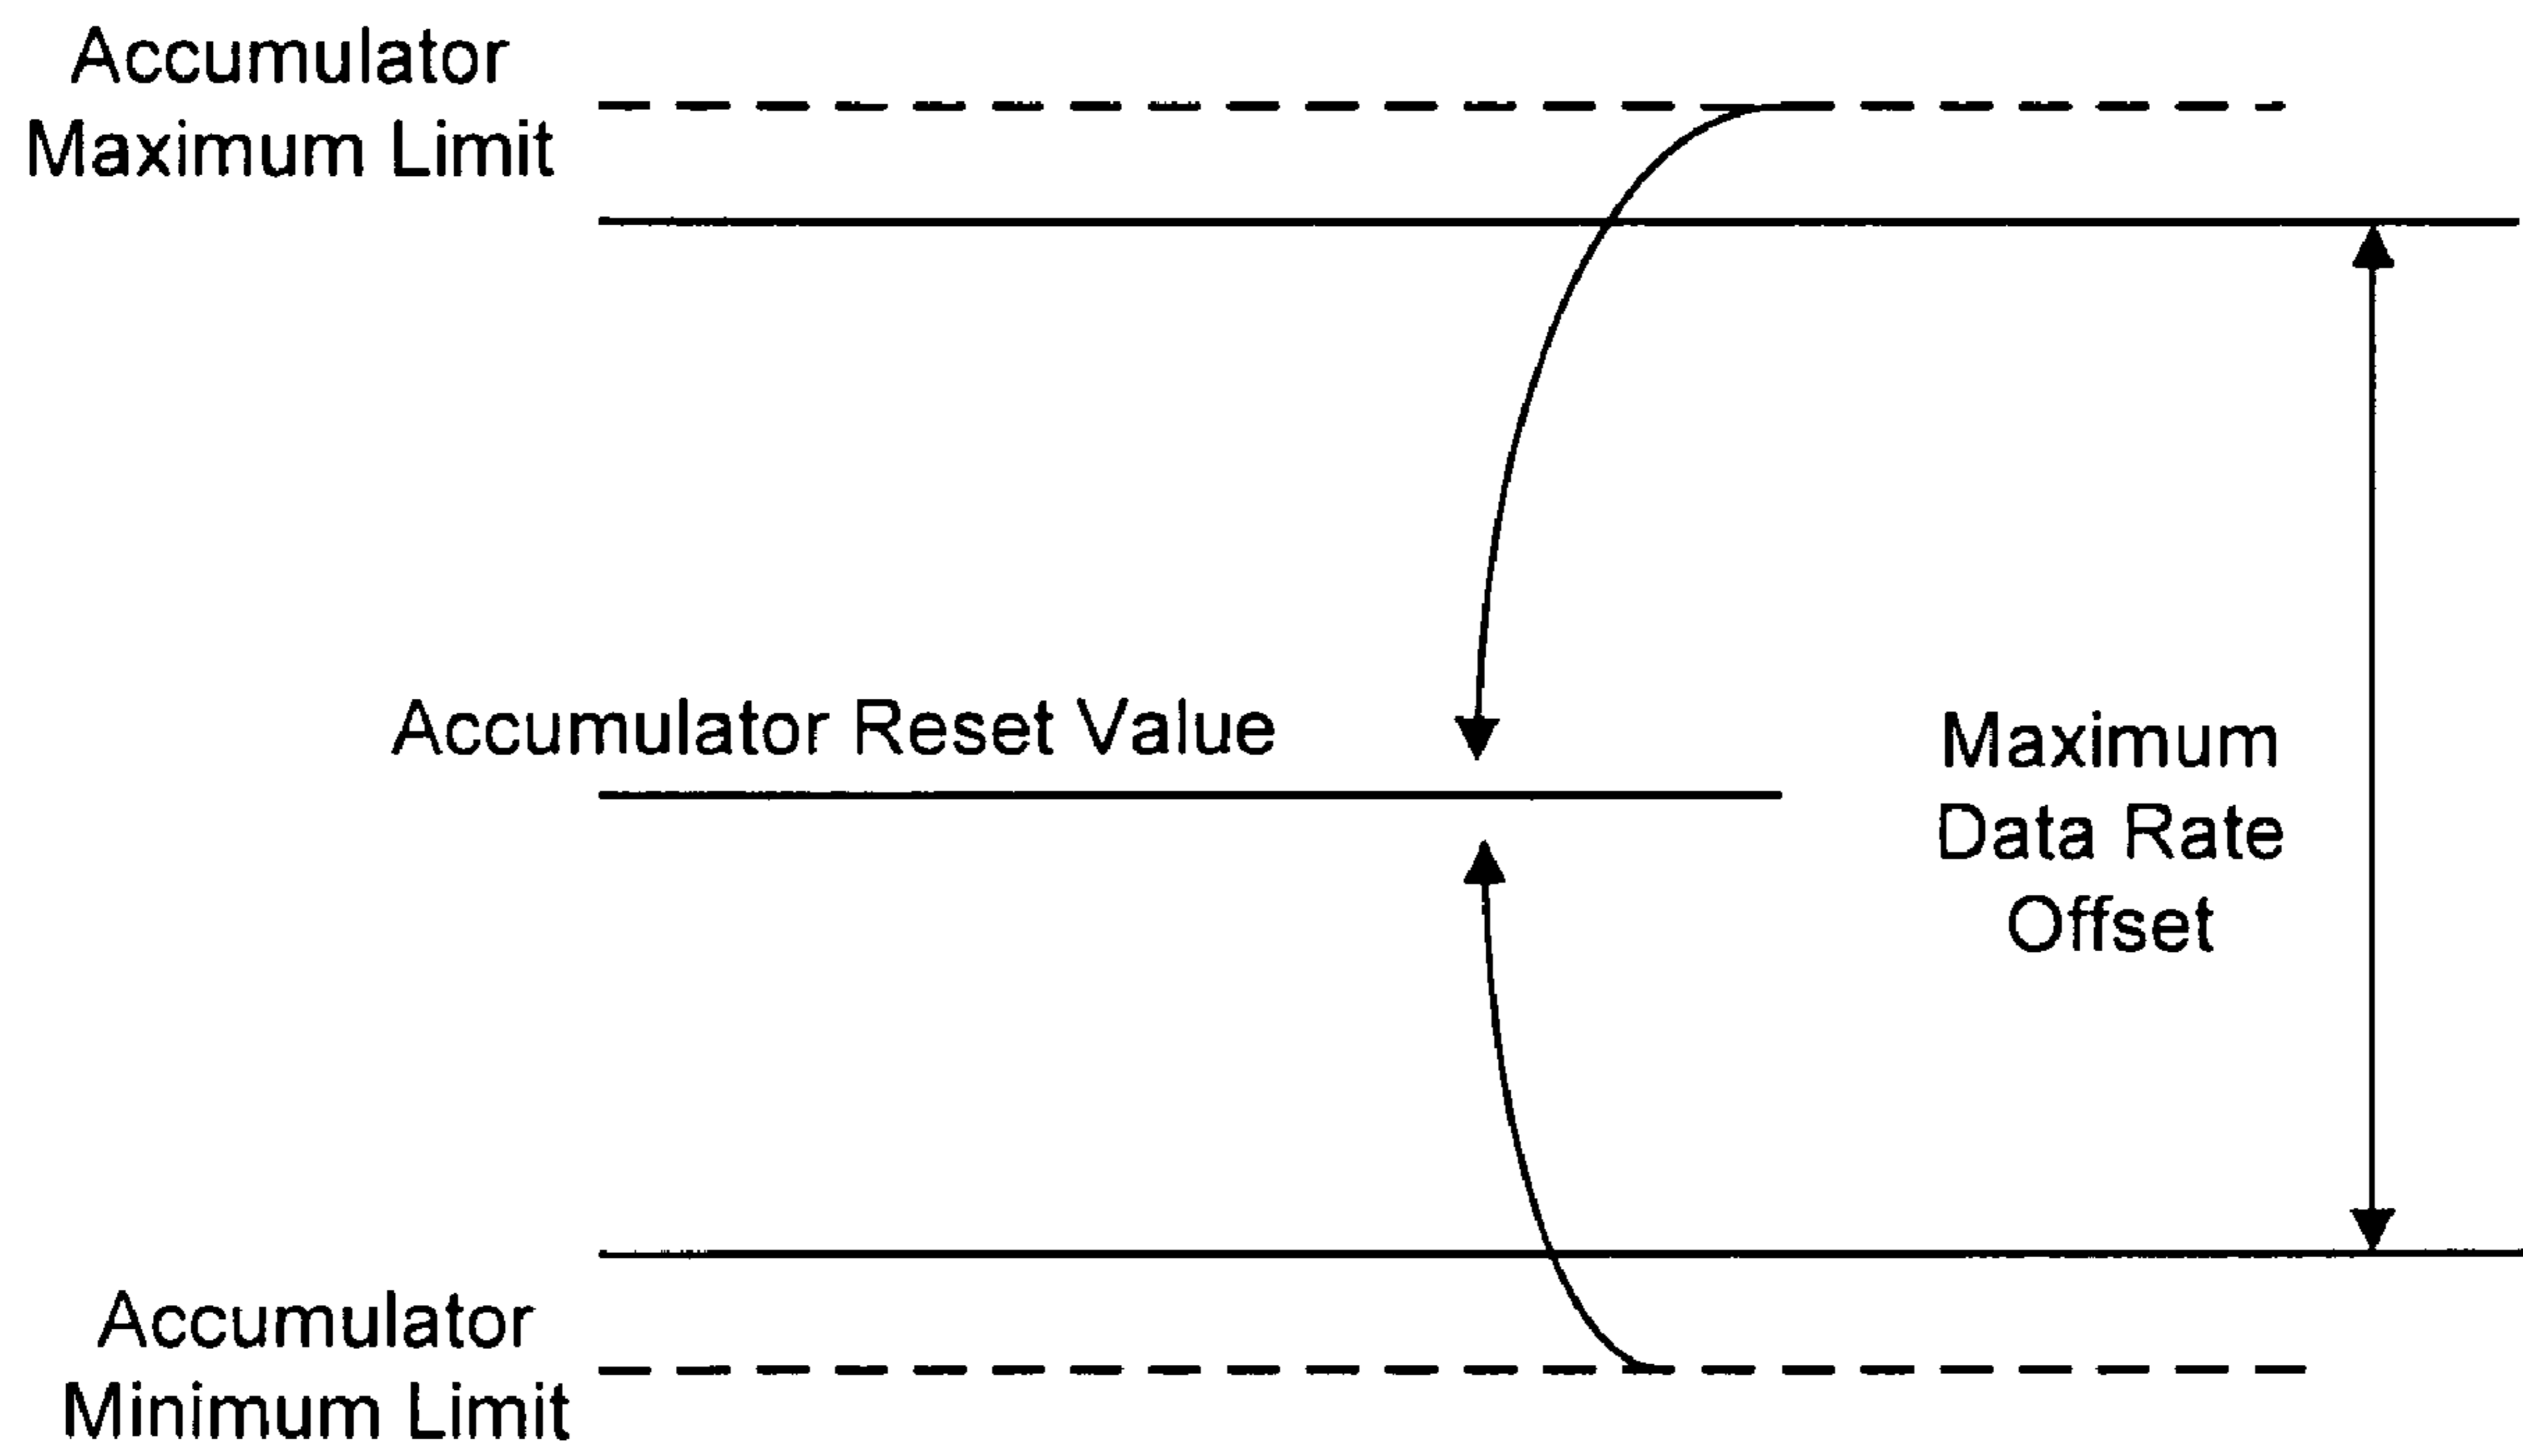 Accumulator
Maximum Limit
Accumulator Reset Value
Maximum
Data Rate
Offset
Accumulator
Minimum Limit